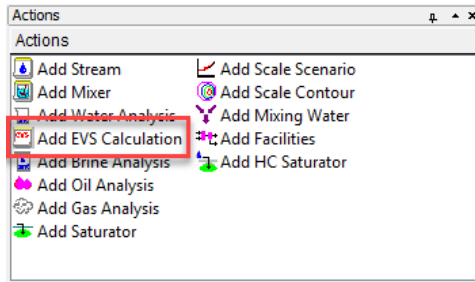 Actions
Actions
Add Stream
Add Mixer
Add Water Analysis
Add EVS Calculation
Add Brine Analysis
Add Oil Analysis
Add Gas Analysis
Add Saturator
Add Scale Scenario
Add Scale Contour
Add Mixing Water
Add Facilities
Add HC Saturator